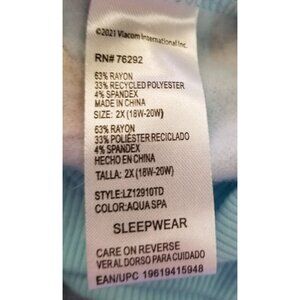 ©2021 Viacom International Inc.
RN# 76292
63% RAYON
33% RECYCLED POLYESTER
4% SPANDEX
MADE IN CHINA
SIZE: 2X (18W-20W)
63% RAYON
33% POLIÉSTER RECICLADO
4% SPANDEX
HECHO EN CHINA
TALLA: 2X (18W-20W)
STYLE:LZ12910TD
COLOR:AQUA SPA
SLEEPWEAR
CARE ON REVERSE
VER AL DORSO PARA CUIDADO
EAN/UPC 19619415948